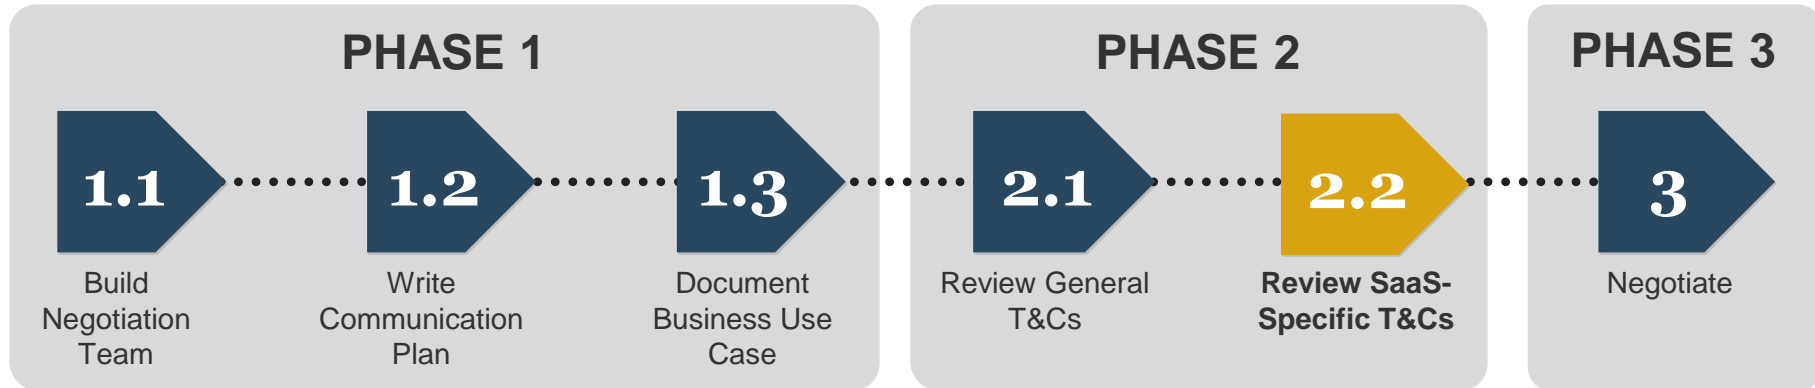 PHASE 1
1.1
Build
Negotiation
Team
1.2
Write
Communication
Plan
1.3
Document
Business Use
Case
PHASE 2
2.1
Review General
T&Cs
2.2
Review SaaS-
Specific T&Cs
PHASE 3
3
Negotiate